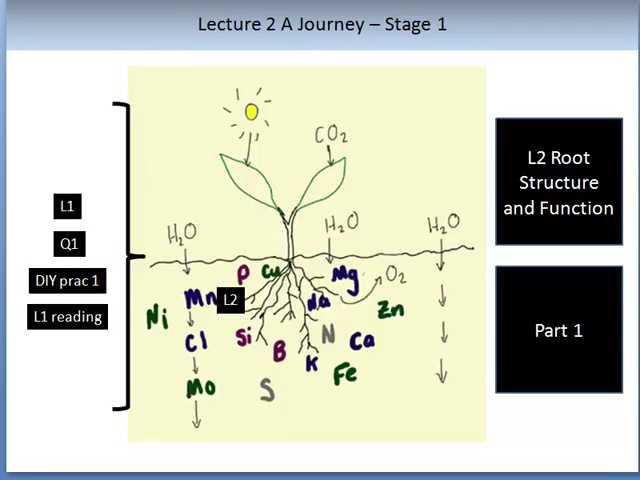 Lecture 2 A Journey – Stage 1
L1
Q1
DIY prac 1
L1 reading
CO₂
H₂O
H₂O
H₂O
P
Cu
Mg
O₂
Mn
L2
Na
Zn
Ni
Cl
Si
B
N
Ca
K
Mo
S
Fe
L2 Root
Structure
and Function
Part 1